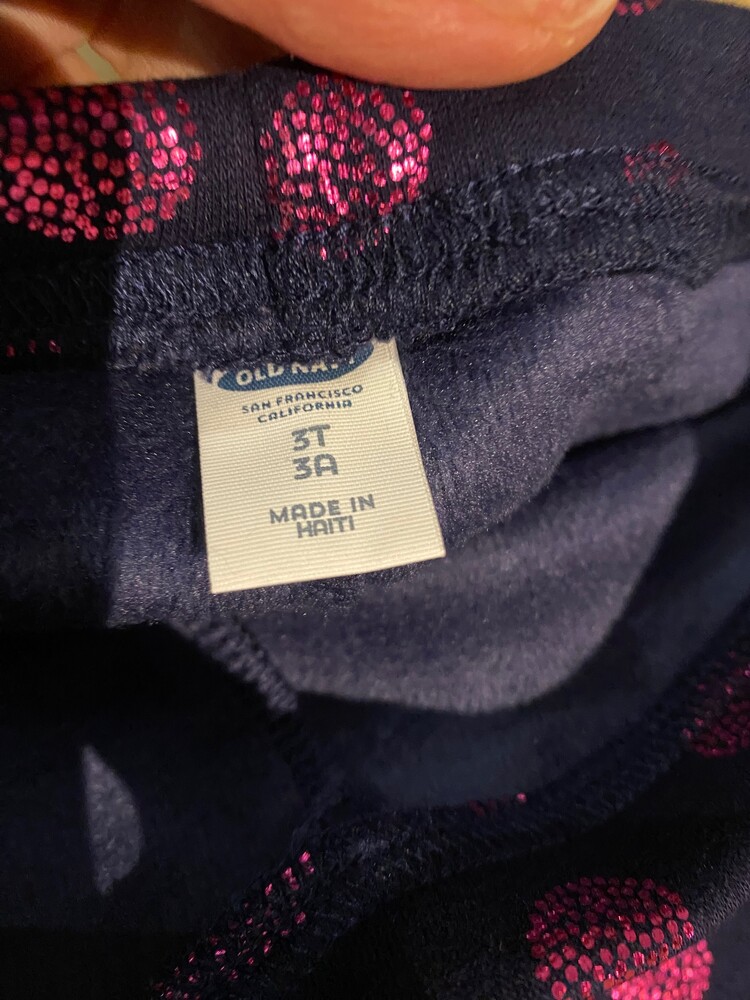 OLD NAVY
SAN FRANCISCO
CALIFORNIA
3T
3A
MADE IN
HAITI